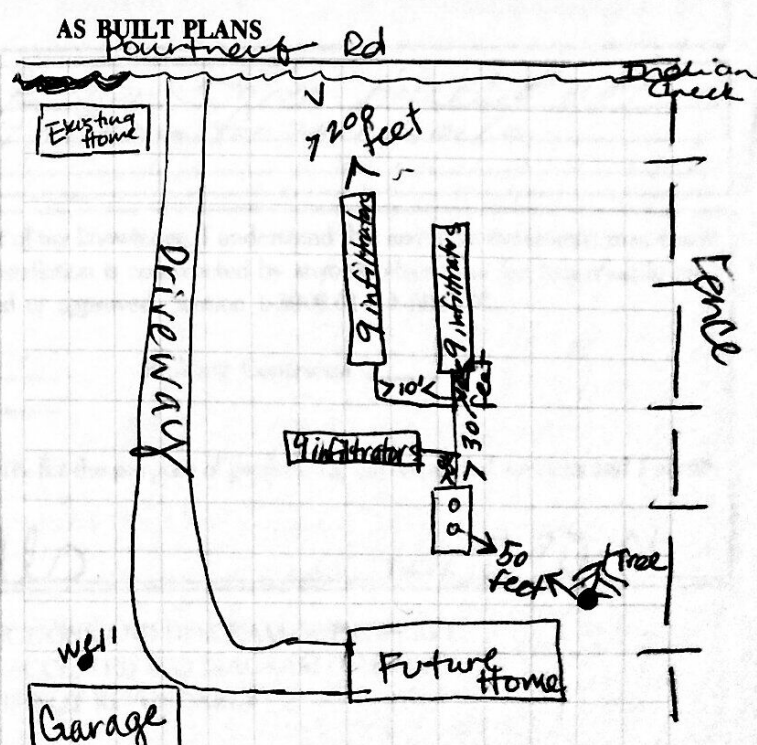 AS BUILT PLANS
Pourtneuf Rd
Indian
Creek
Existing
Home
>200
feet
9 infiltrators
9 infiltrators
Driveway
Fence
>10'<
feet
>30
9 infiltrators
50
feet
Tree
Well
Future
Home
Garage